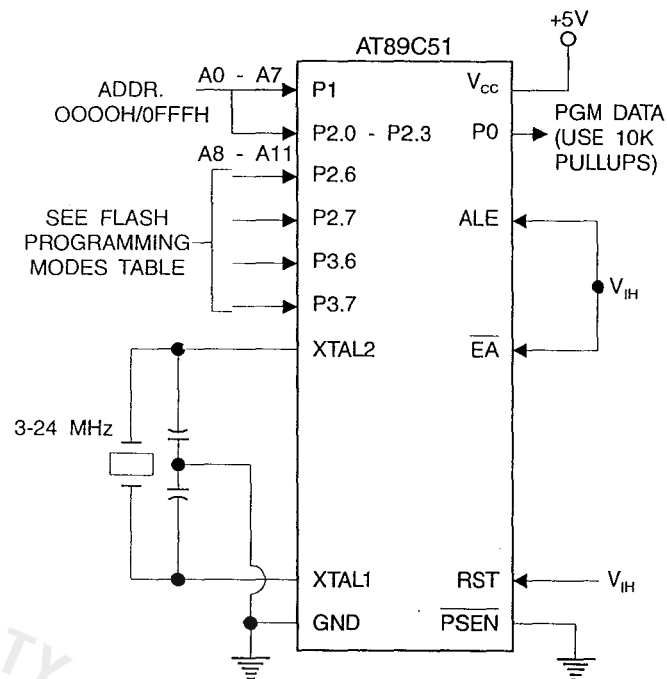 AT89C51
+5V
A0 - A7
ADDR.
OOOOH/0FFFH
P1
VCC
P2.0 - P2.3
P0
PGM DATA
(USE 10K
PULLUPS)
A8 - A11
P2.6
SEE FLASH
PROGRAMMING
MODES TABLE
P2.7
ALE
P3.6
VIH
P3.7
XTAL2
EA
3-24 MHz
XTAL1
RST
VIH
GND
PSEN
TY